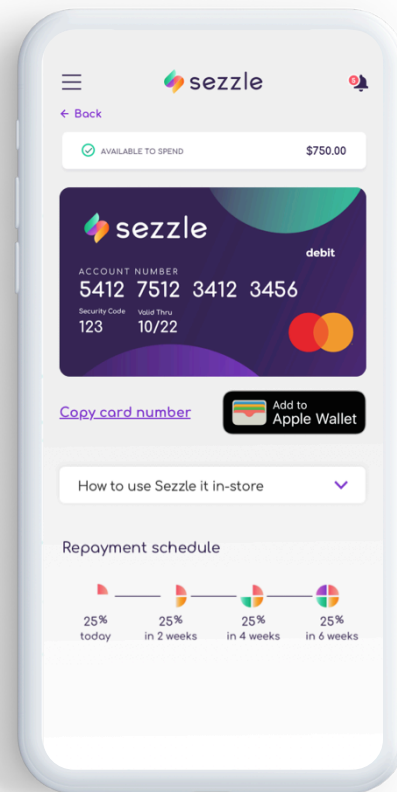 sezzle
6
← Back
AVAILABLE TO SPEND $750.00
sezzle
debit
ACCOUNT NUMBER
5412 7512 3412 3456
Security Code Valid Thru
123 10/22
Copy card number
Add to
Apple Wallet
How to use Sezzle it in-store
Repayment schedule
25% 25% 25% 25%
today in 2 weeks in 4 weeks in 6 weeks